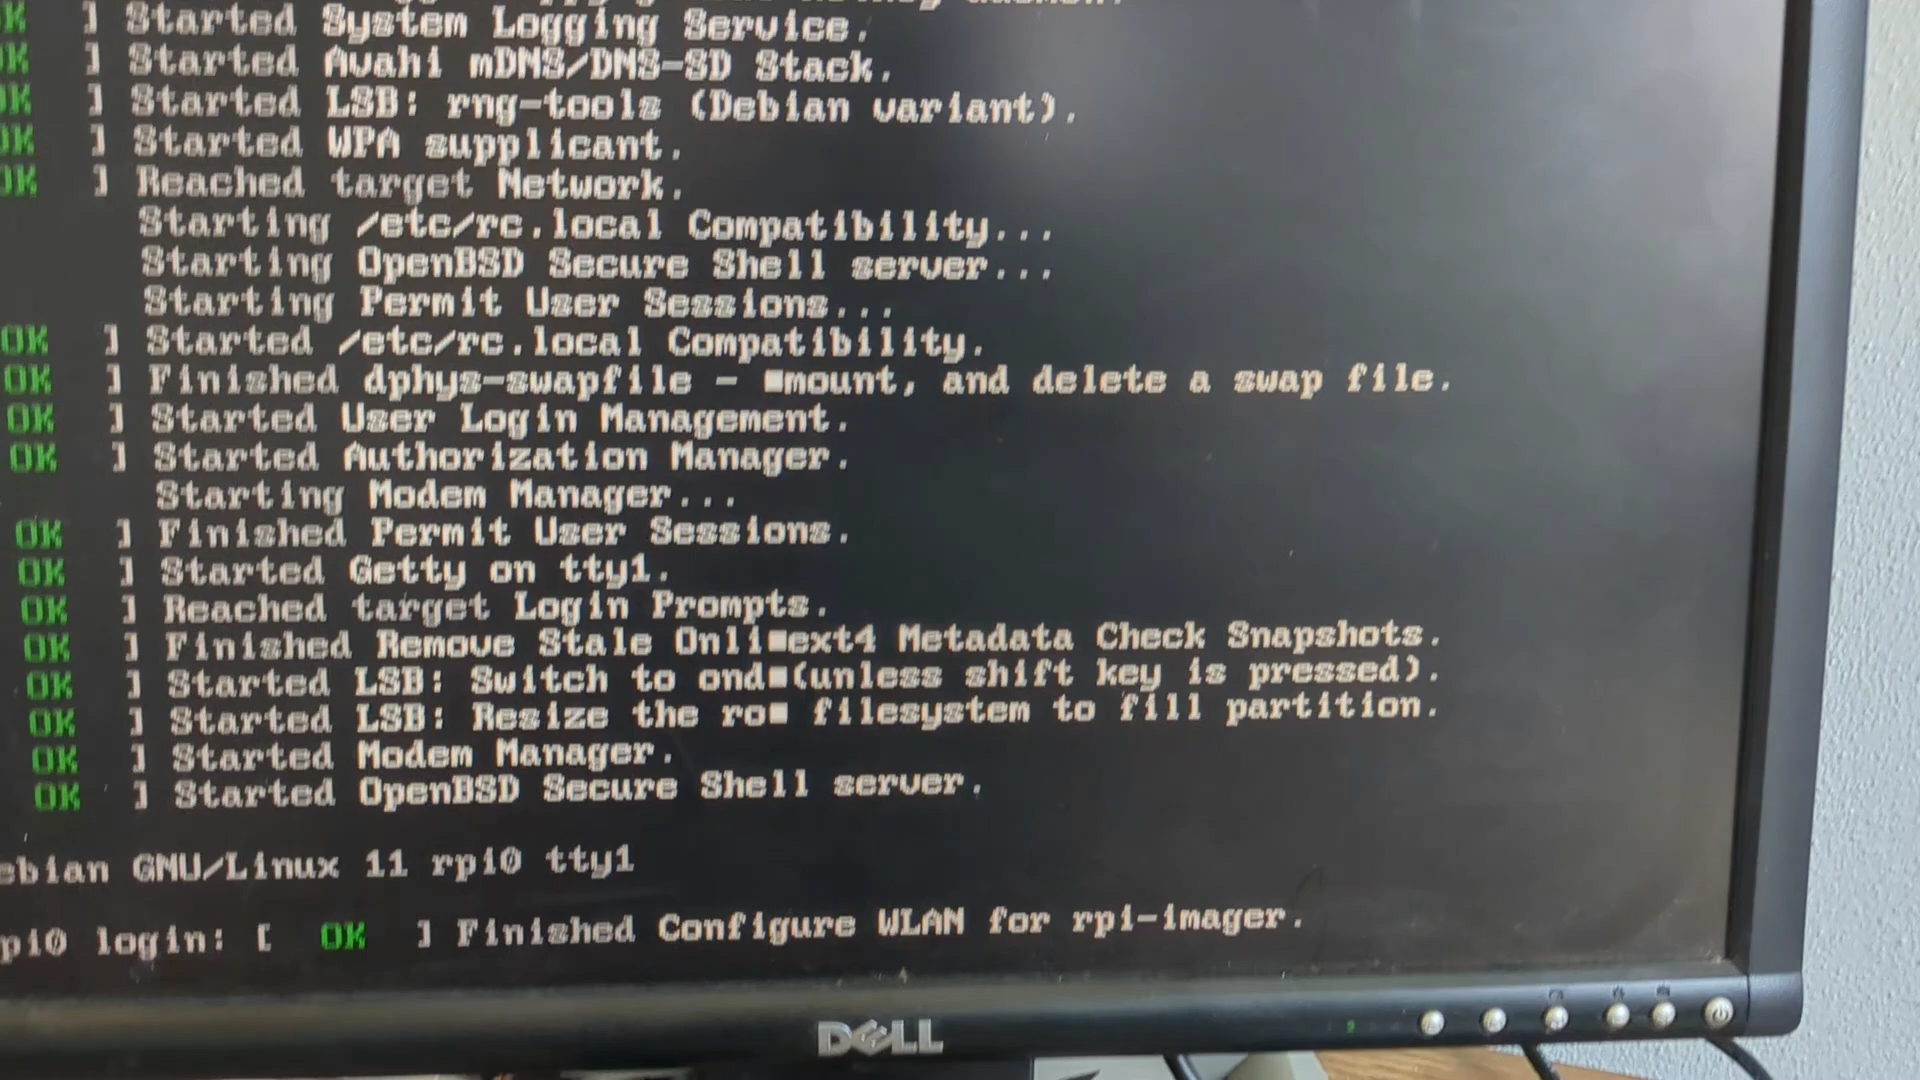 OK ] Started System Logging Service.
OK ] Started Avahi mDNS/DNS-SD Stack.
OK ] Started LSB: rng-tools (Debian variant).
OK ] Started WPA supplicant.
OK ] Reached target Network.
Starting /etc/rc.local Compatibility...
Starting OpenBSD Secure Shell server...
Starting Permit User Sessions...
OK ] Started /etc/rc.local Compatibility.
OK ] Finished dphys-swapfile - ■mount, and delete a swap file.
OK ] Started User Login Management.
OK ] Started Authorization Manager.
Starting Modem Manager...
OK ] Finished Permit User Sessions.
OK ] Started Getty on tty1.
OK ] Reached target Login Prompts.
OK ] Finished Remove Stale Onli■ext4 Metadata Check Snapshots.
OK ] Started LSB: Switch to ond■(unless shift key is pressed).
OK ] Started LSB: Resize the ro■ filesystem to fill partition.
OK ] Started Modem Manager.
OK ] Started OpenBSD Secure Shell server.
ebian GNU/Linux 11 rpi0 tty1
pi0 login: [ OK ] Finished Configure WLAN for rpi-imager.
DELL